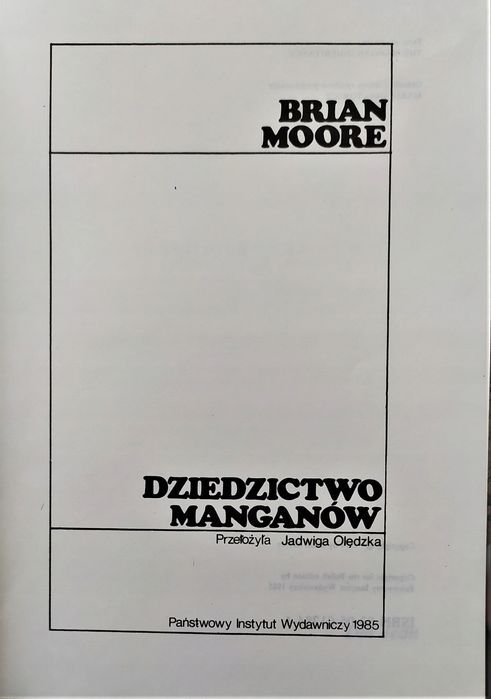 BRIAN
MOORE
DZIEDZICTWO
MANGANÓW
Przełożyła Jadwiga Olędzka
Państwowy Instytut Wydawniczy 1985